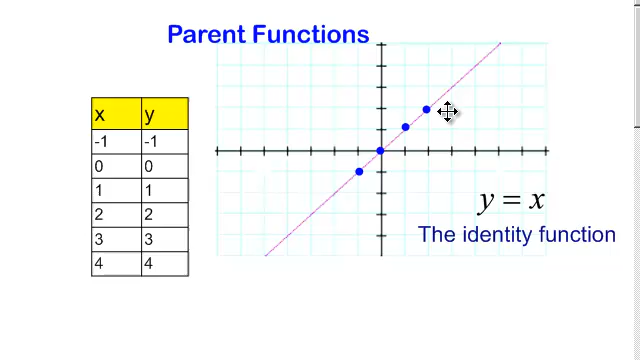 Parent Functions
x y
-1 -1
0 0
1 1
2 2
3 3
4 4
y = x
The identity function